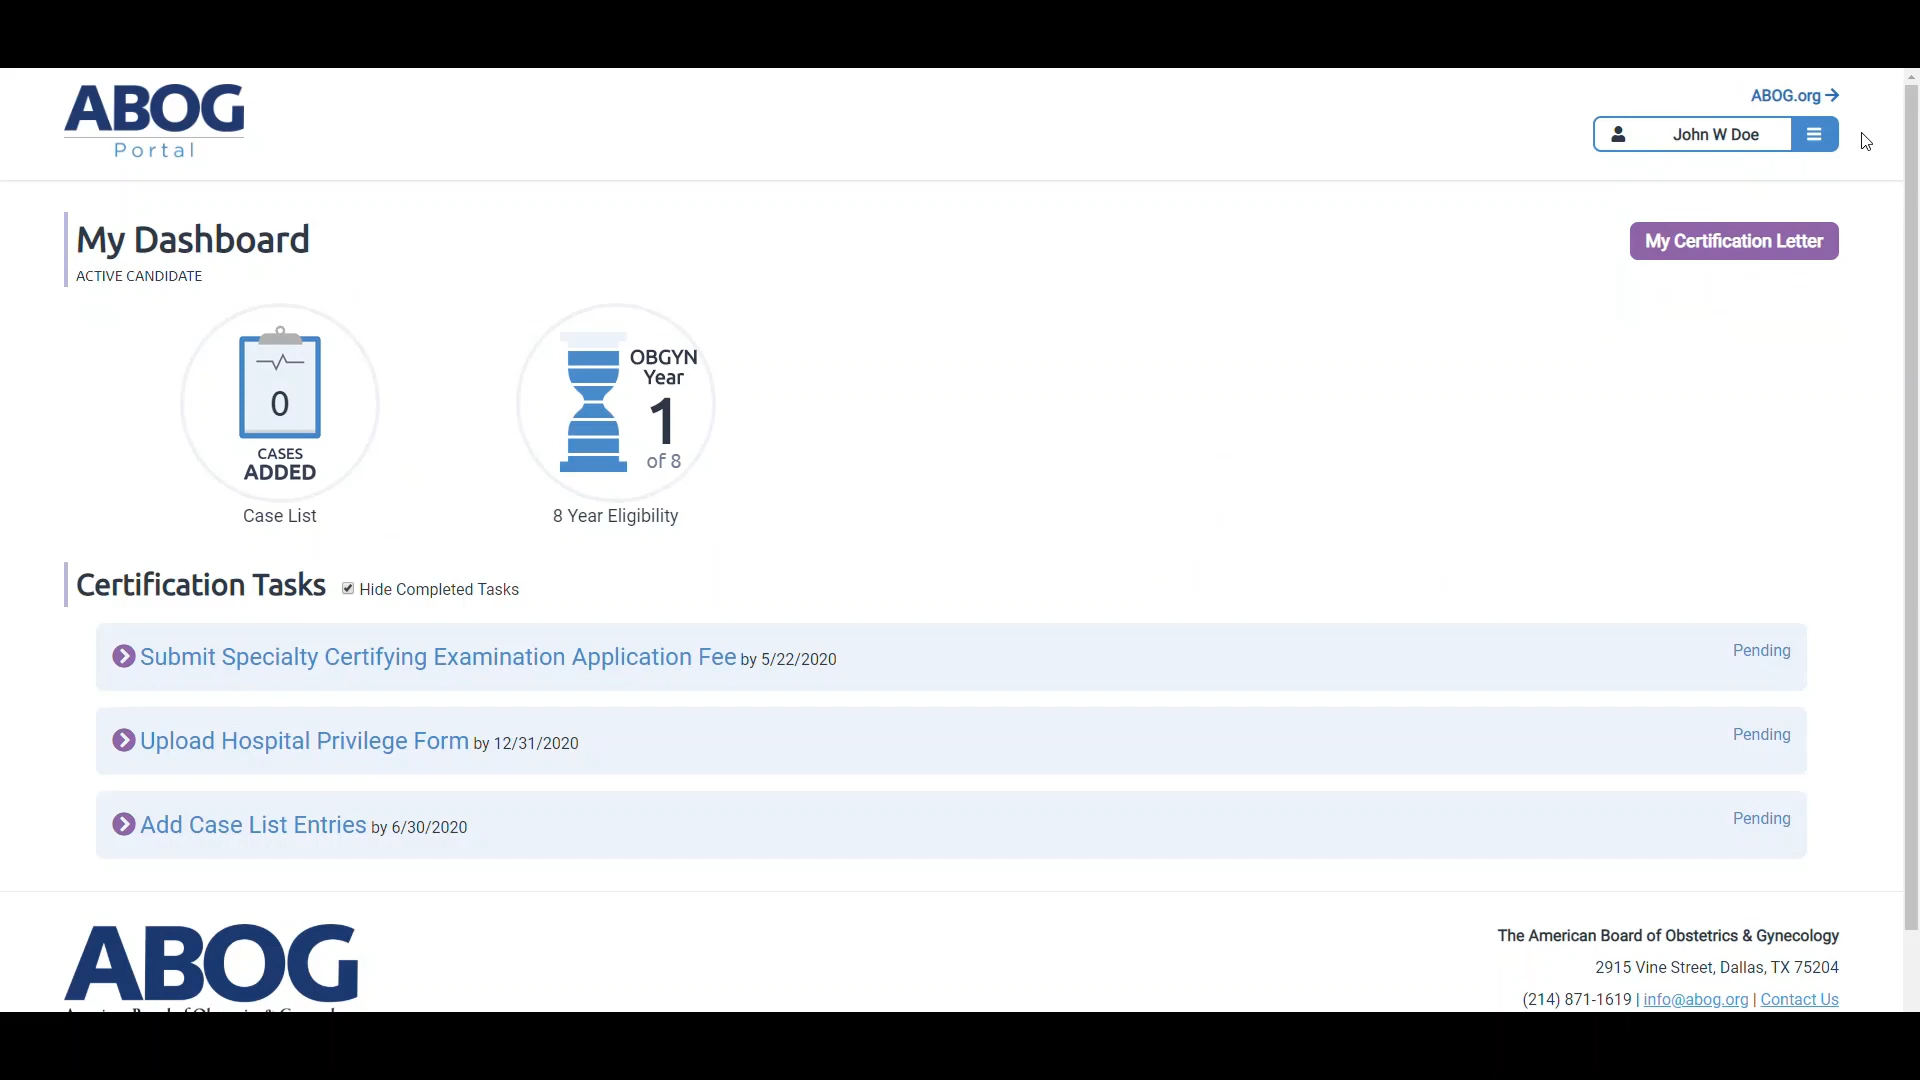 ABOG
Portal
ABOG.org
John W Doe
My Dashboard
ACTIVE CANDIDATE
My Certification Letter
0
CASES
ADDED
Case List
OBGYN
Year
1
of 8
8 Year Eligibility
Certification Tasks
Hide Completed Tasks
Submit Specialty Certifying Examination Application Fee by 5/22/2020
Pending
Upload Hospital Privilege Form by 12/31/2020
Pending
Add Case List Entries by 6/30/2020
Pending
ABOG
The American Board of Obstetrics & Gynecology
2915 Vine Street, Dallas, TX 75204
(214) 871-1619 | info@abog.org | Contact Us